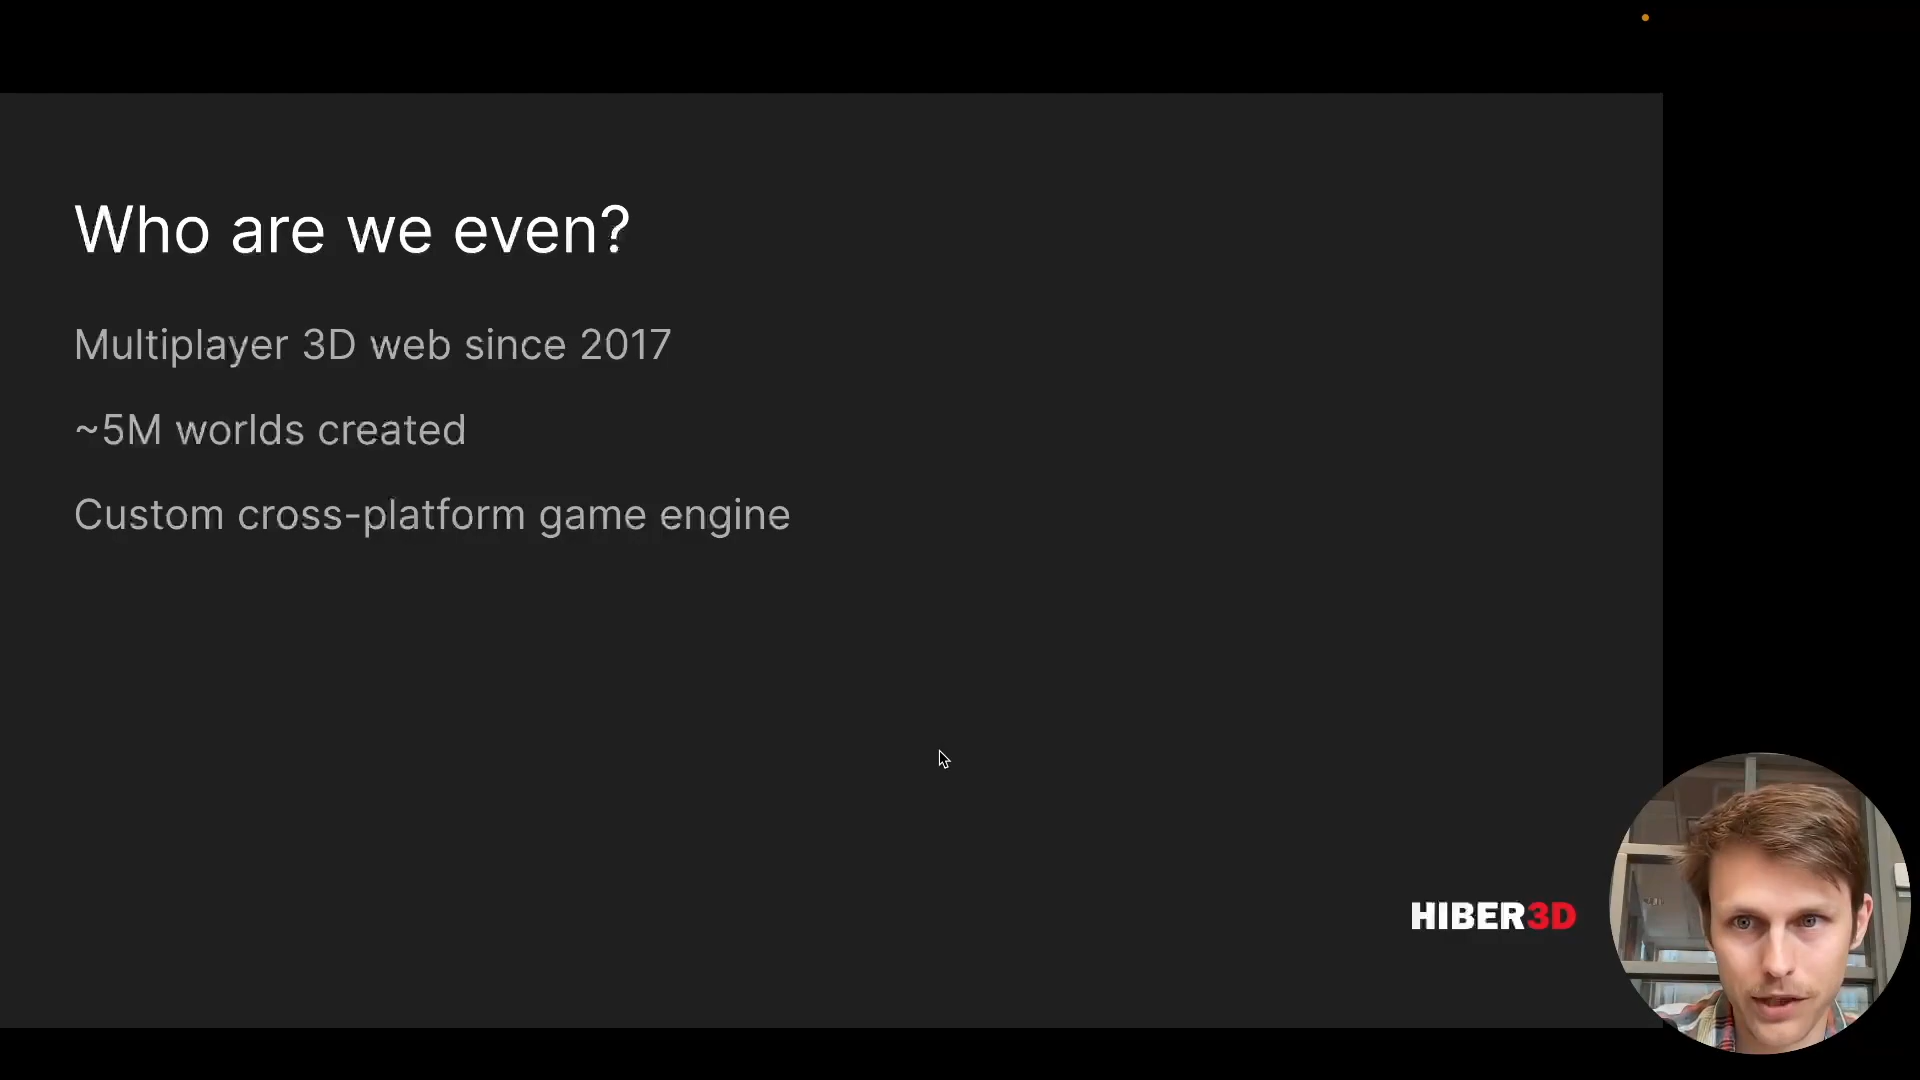 Who are we even?
Multiplayer 3D web since 2017
~5M worlds created
Custom cross-platform game engine
HIBER3D